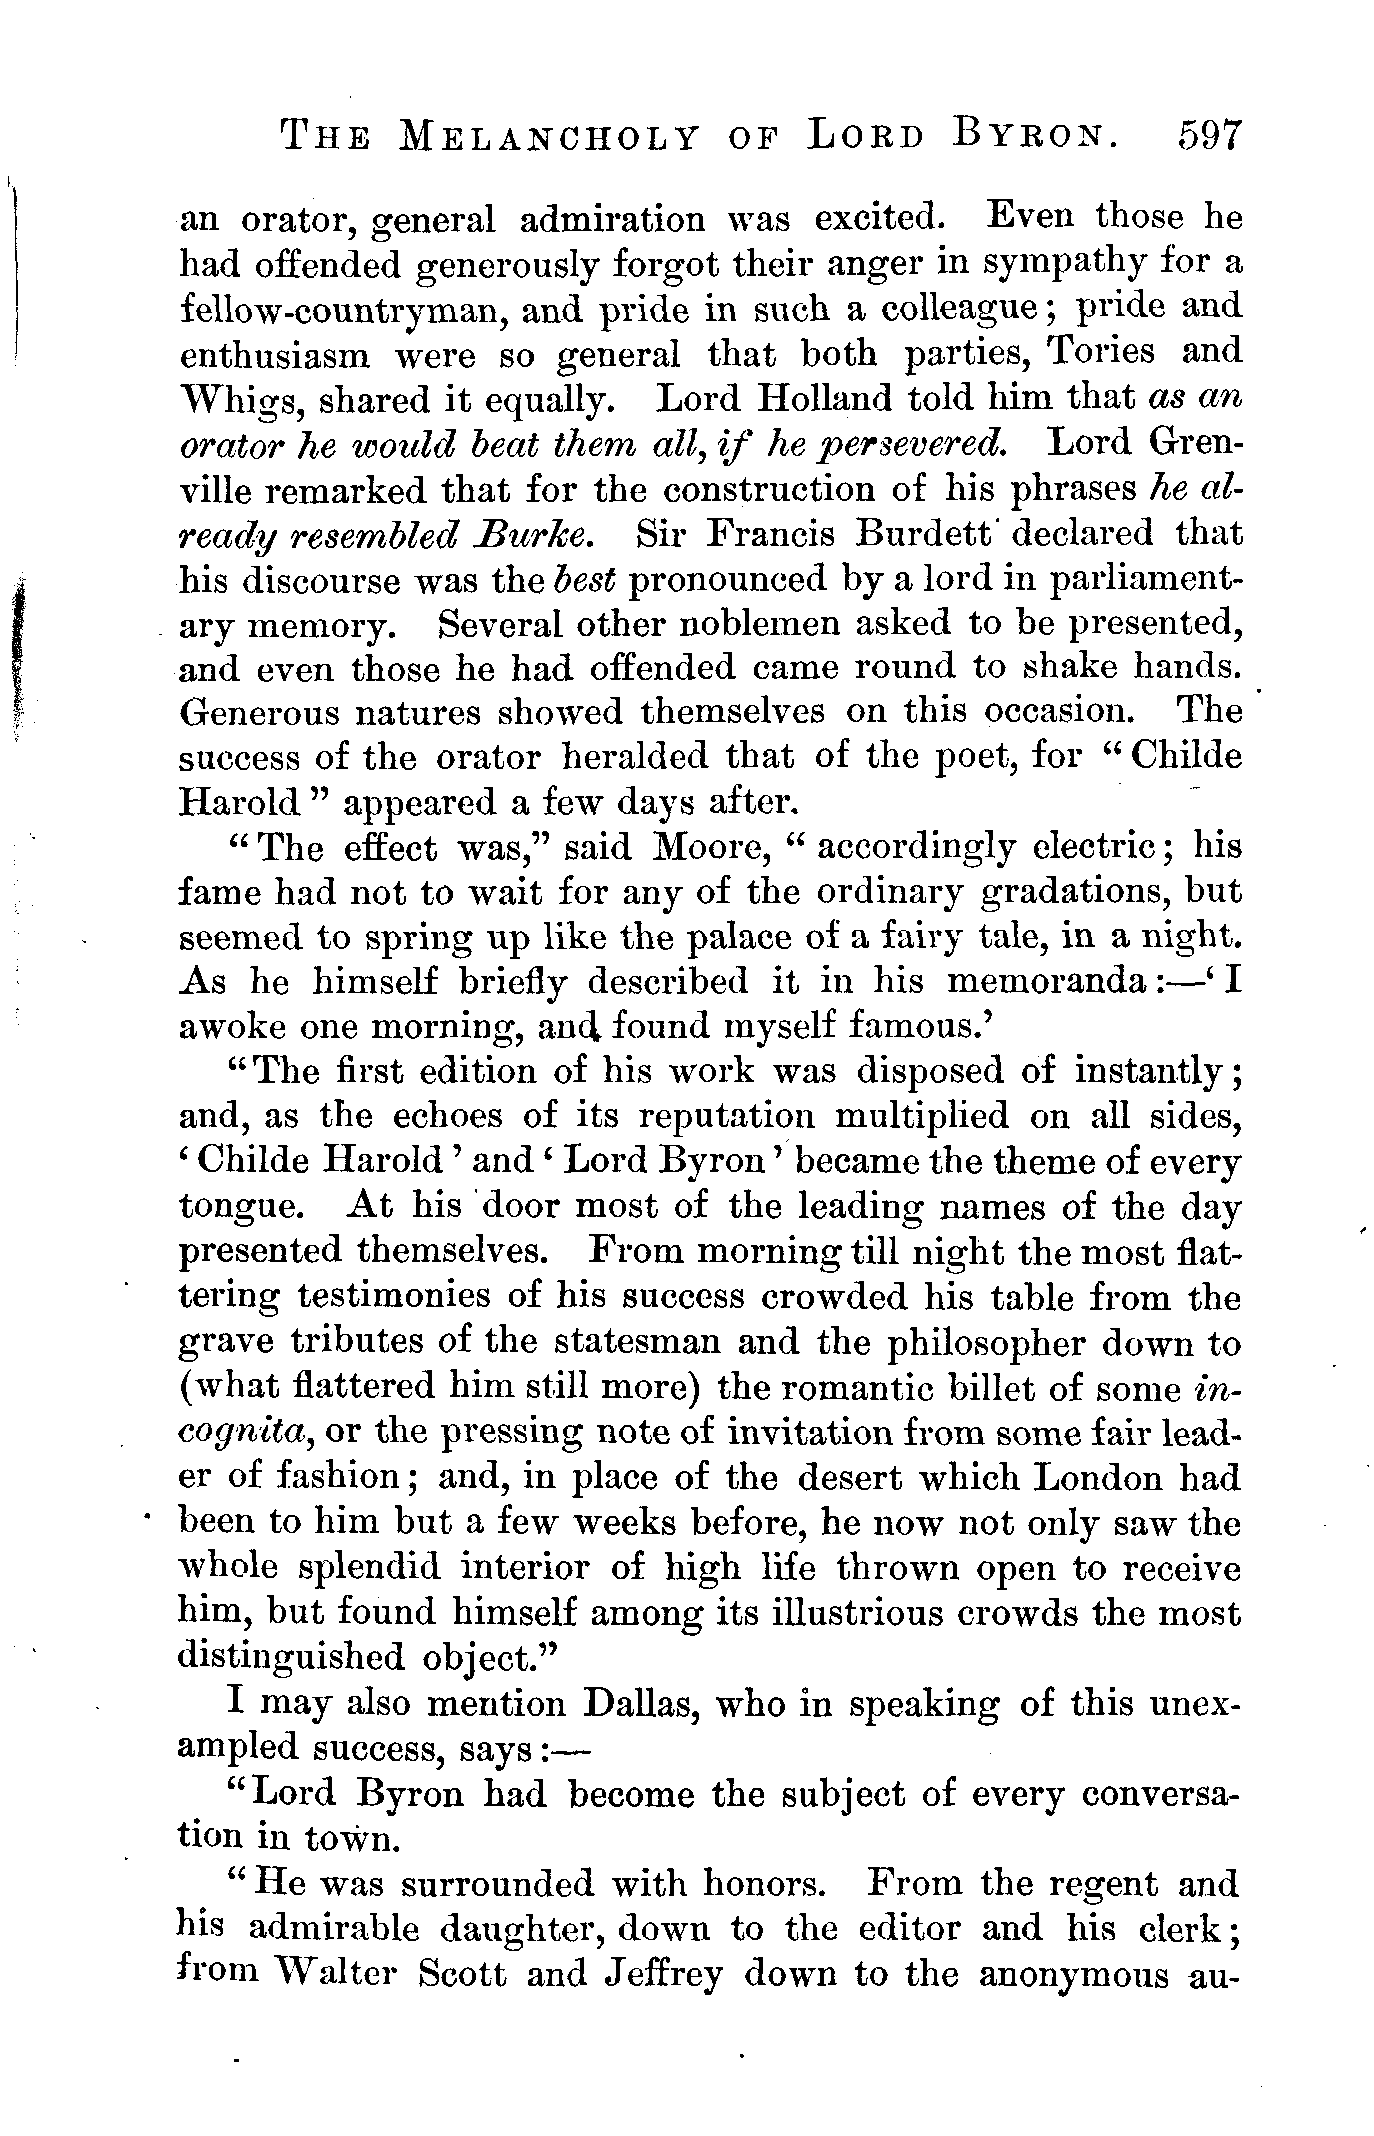 THE MELANCHOLY OF LORD BYRON. 597
an orator, general admiration was excited. Even those he
had offended generously forgot their anger in sympathy for a
fellow-countryman, and pride in such a colleague; pride and
enthusiasm were so general that both parties, Tories and
Whigs, shared it equally. Lord Holland told him that as an
orator he would beat them all, if he persevered. Lord Gren-
ville remarked that for the construction of his phrases he al-
ready resembled Burke. Sir Francis Burdett declared that
his discourse was the best pronounced by a lord in parliament-
ary memory. Several other noblemen asked to be presented,
and even those he had offended came round to shake hands.
Generous natures showed themselves on this occasion. The
success of the orator heralded that of the poet, for “Childe
Harold” appeared a few days after.
“The effect was,” said Moore, “accordingly electric; his
fame had not to wait for any of the ordinary gradations, but
seemed to spring up like the palace of a fairy tale, in a night.
As he himself briefly described it in his memoranda:—‘I
awoke one morning, and found myself famous.’
“The first edition of his work was disposed of instantly;
and, as the echoes of its reputation multiplied on all sides,
‘Childe Harold’ and ‘Lord Byron’ became the theme of every
tongue. At his door most of the leading names of the day
presented themselves. From morning till night the most flat-
tering testimonies of his success crowded his table from the
grave tributes of the statesman and the philosopher down to
(what flattered him still more) the romantic billet of some in-
cognita, or the pressing note of invitation from some fair lead-
er of fashion; and, in place of the desert which London had
been to him but a few weeks before, he now not only saw the
whole splendid interior of high life thrown open to receive
him, but found himself among its illustrious crowds the most
distinguished object.”
I may also mention Dallas, who in speaking of this unex-
ampled success, says:—
“Lord Byron had become the subject of every conversa-
tion in town.
“He was surrounded with honors. From the regent and
his admirable daughter, down to the editor and his clerk;
from Walter Scott and Jeffrey down to the anonymous au-